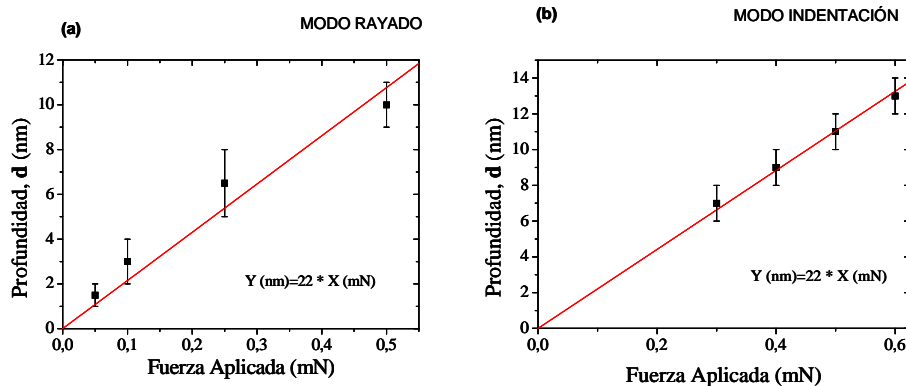 (a)
MODO RAYADO
12
10
8
6
4
2
0
Profundidad, d (nm)
Y (nm)=22 * X (mN)
0,0 0,1 0,2 0,3 0,4 0,5
Fuerza Aplicada (mN)
(b)
MODO INDENTACIÓN
14
12
10
8
6
4
2
0
Profundidad, d (nm)
Y (nm)=22 * X (mN)
0,0 0,2 0,4 0,6
Fuerza Aplicada (mN)